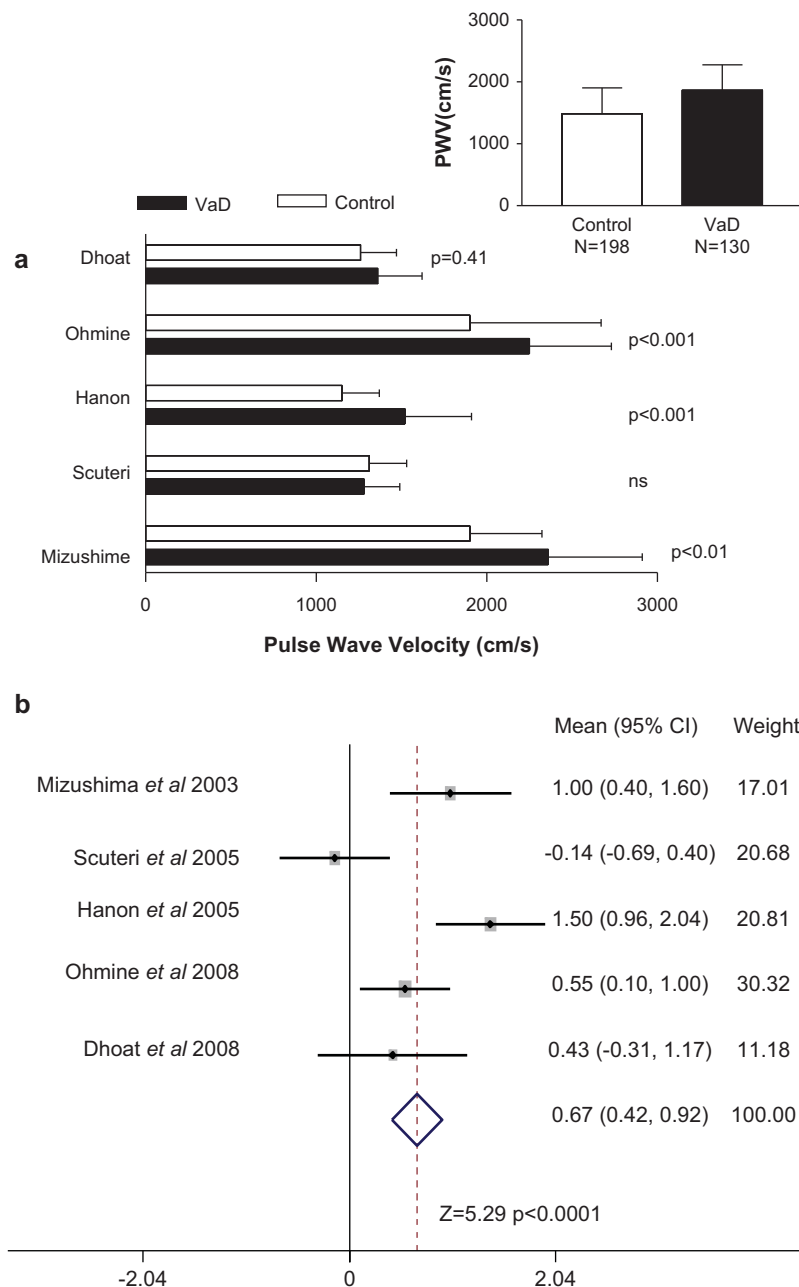 3000
2000
1000
0
PWV(cm/s)
Control
N=198
VaD
N=130
VaD
Control
a
Dhoat
p=0.41
Ohmine
p<0.001
Hanon
p<0.001
Scuteri
ns
Mizushime
p<0.01
0 1000 2000 3000
Pulse Wave Velocity (cm/s)
b
Mean (95% CI) Weight
Mizushima et al 2003 1.00 (0.40, 1.60) 17.01
Scuteri et al 2005 -0.14 (-0.69, 0.40) 20.68
Hanon et al 2005 1.50 (0.96, 2.04) 20.81
Ohmine et al 2008 0.55 (0.10, 1.00) 30.32
Dhoat et al 2008 0.43 (-0.31, 1.17) 11.18
0.67 (0.42, 0.92) 100.00
Z=5.29 p<0.0001
-2.04 0 2.04